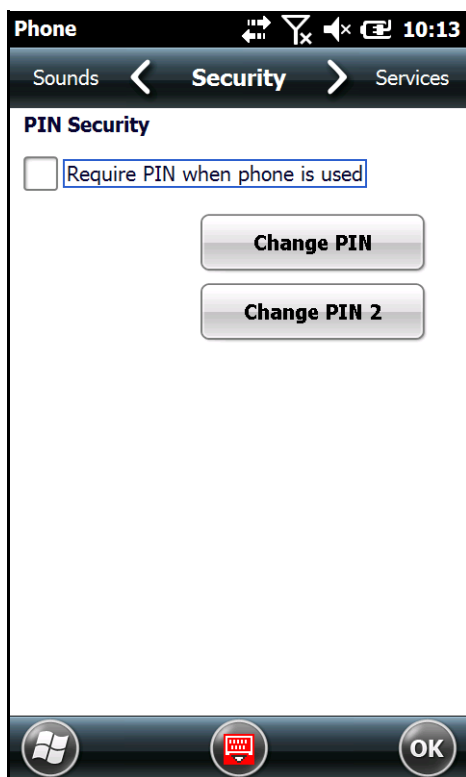 Phone 10:13
Sounds Security Services
PIN Security
Require PIN when phone is used
Change PIN
Change PIN 2
OK